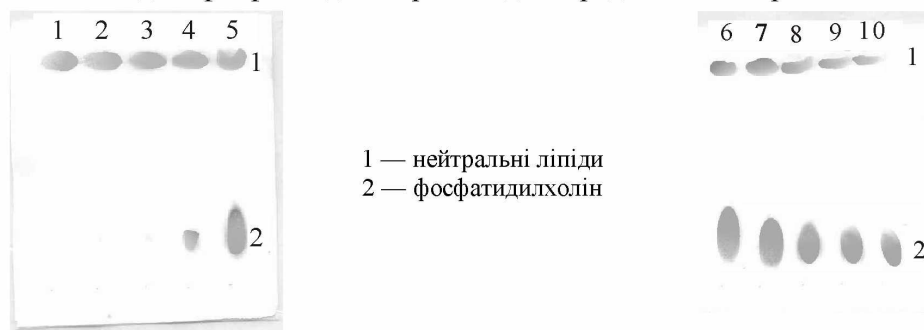 1 2 3 4 5
1
2
1 — нейтральні ліпіди
2 — фосфатидилхолін
6 7 8 9 10
1
2